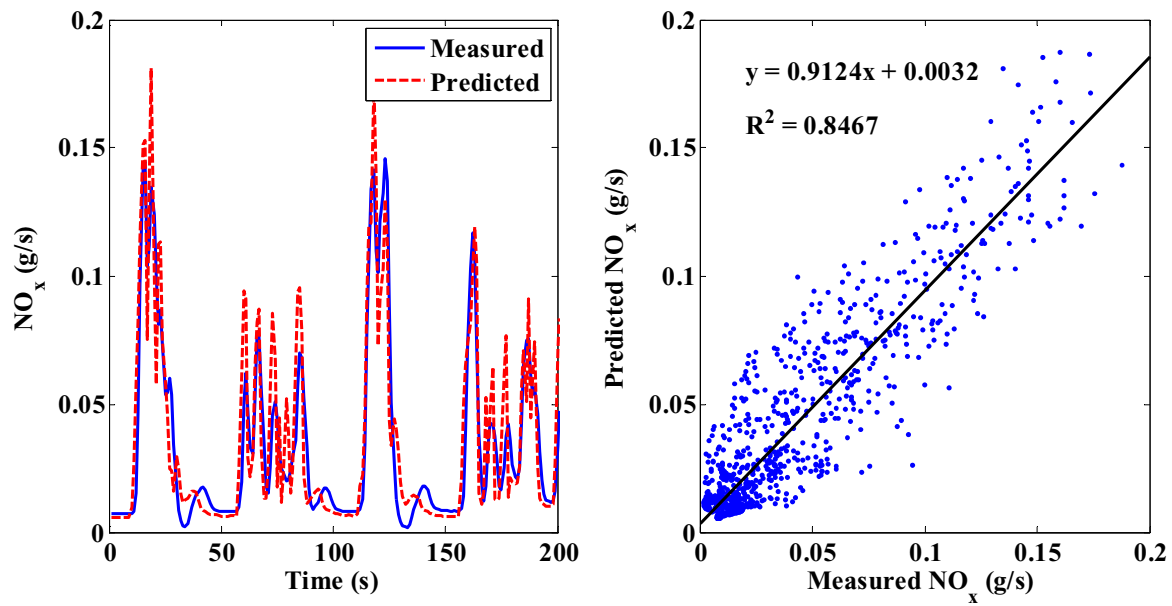 0.2
0.15
0.1
0.05
0
NOx (g/s)
Measured
Predicted
0
50
100
150
200
Time (s)
0.2
0.15
0.1
0.05
0
Predicted NOx (g/s)
y = 0.9124x + 0.0032
R² = 0.8467
0
0.05
0.1
0.15
0.2
Measured NOx (g/s)